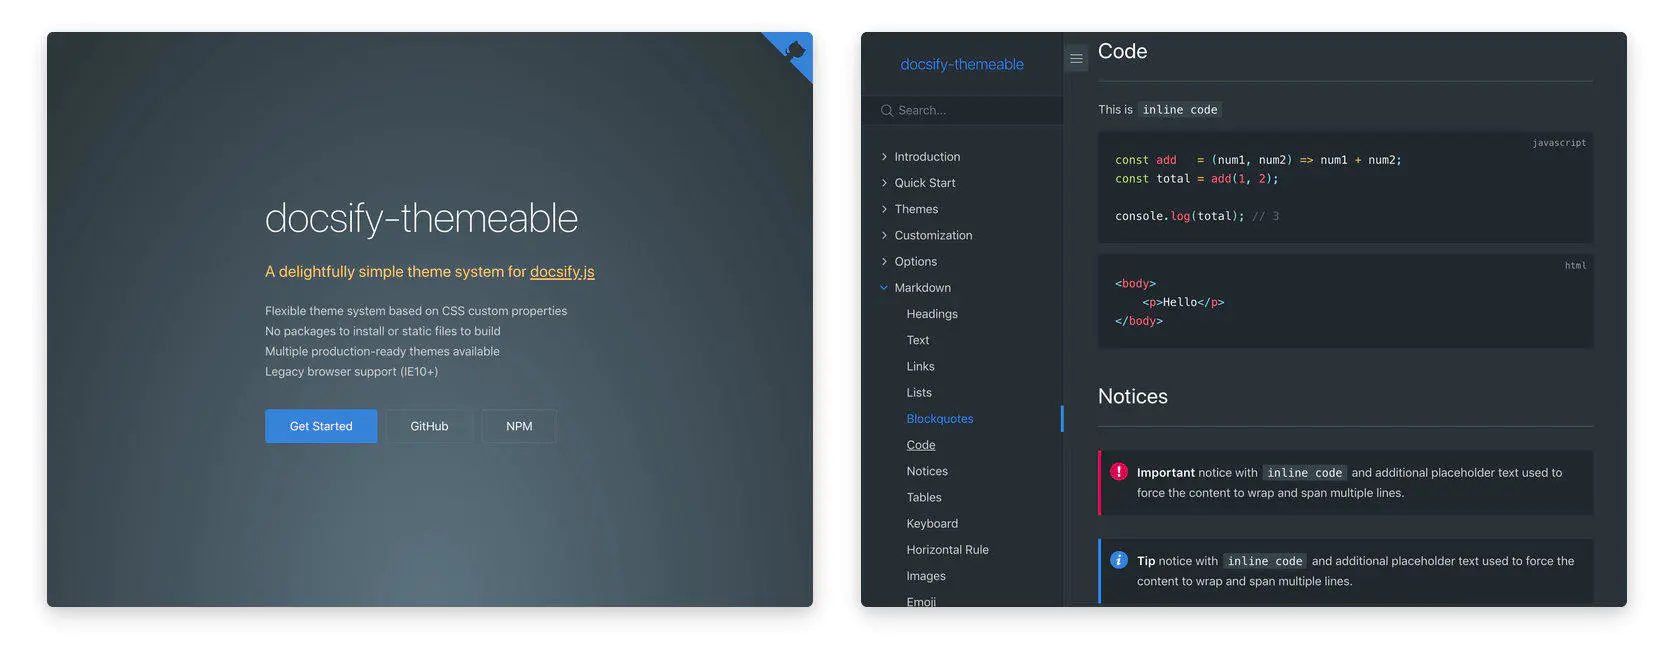 docsify-themeable
A delightfully simple theme system for docsify.js
Flexible theme system based on CSS custom properties
No packages to install or static files to build
Multiple production-ready themes available
Legacy browser support (IE10+)
Get Started
GitHub
NPM
docsify-themeable
Search...
Introduction
Quick Start
Themes
Customization
Options
Markdown
Headings
Text
Links
Lists
Blockquotes
Code
Notices
Tables
Keyboard
Horizontal Rule
Images
Emoji
Code
This is inline code
javascript
const add   = (num1, num2) => num1 + num2;
const total = add(1, 2);
console.log(total); // 3
html
<body>
    <p>Hello</p>
</body>
Notices
Important notice with inline code and additional placeholder text used to
force the content to wrap and span multiple lines.
Tip notice with inline code and additional placeholder text used to force the
content to wrap and span multiple lines.